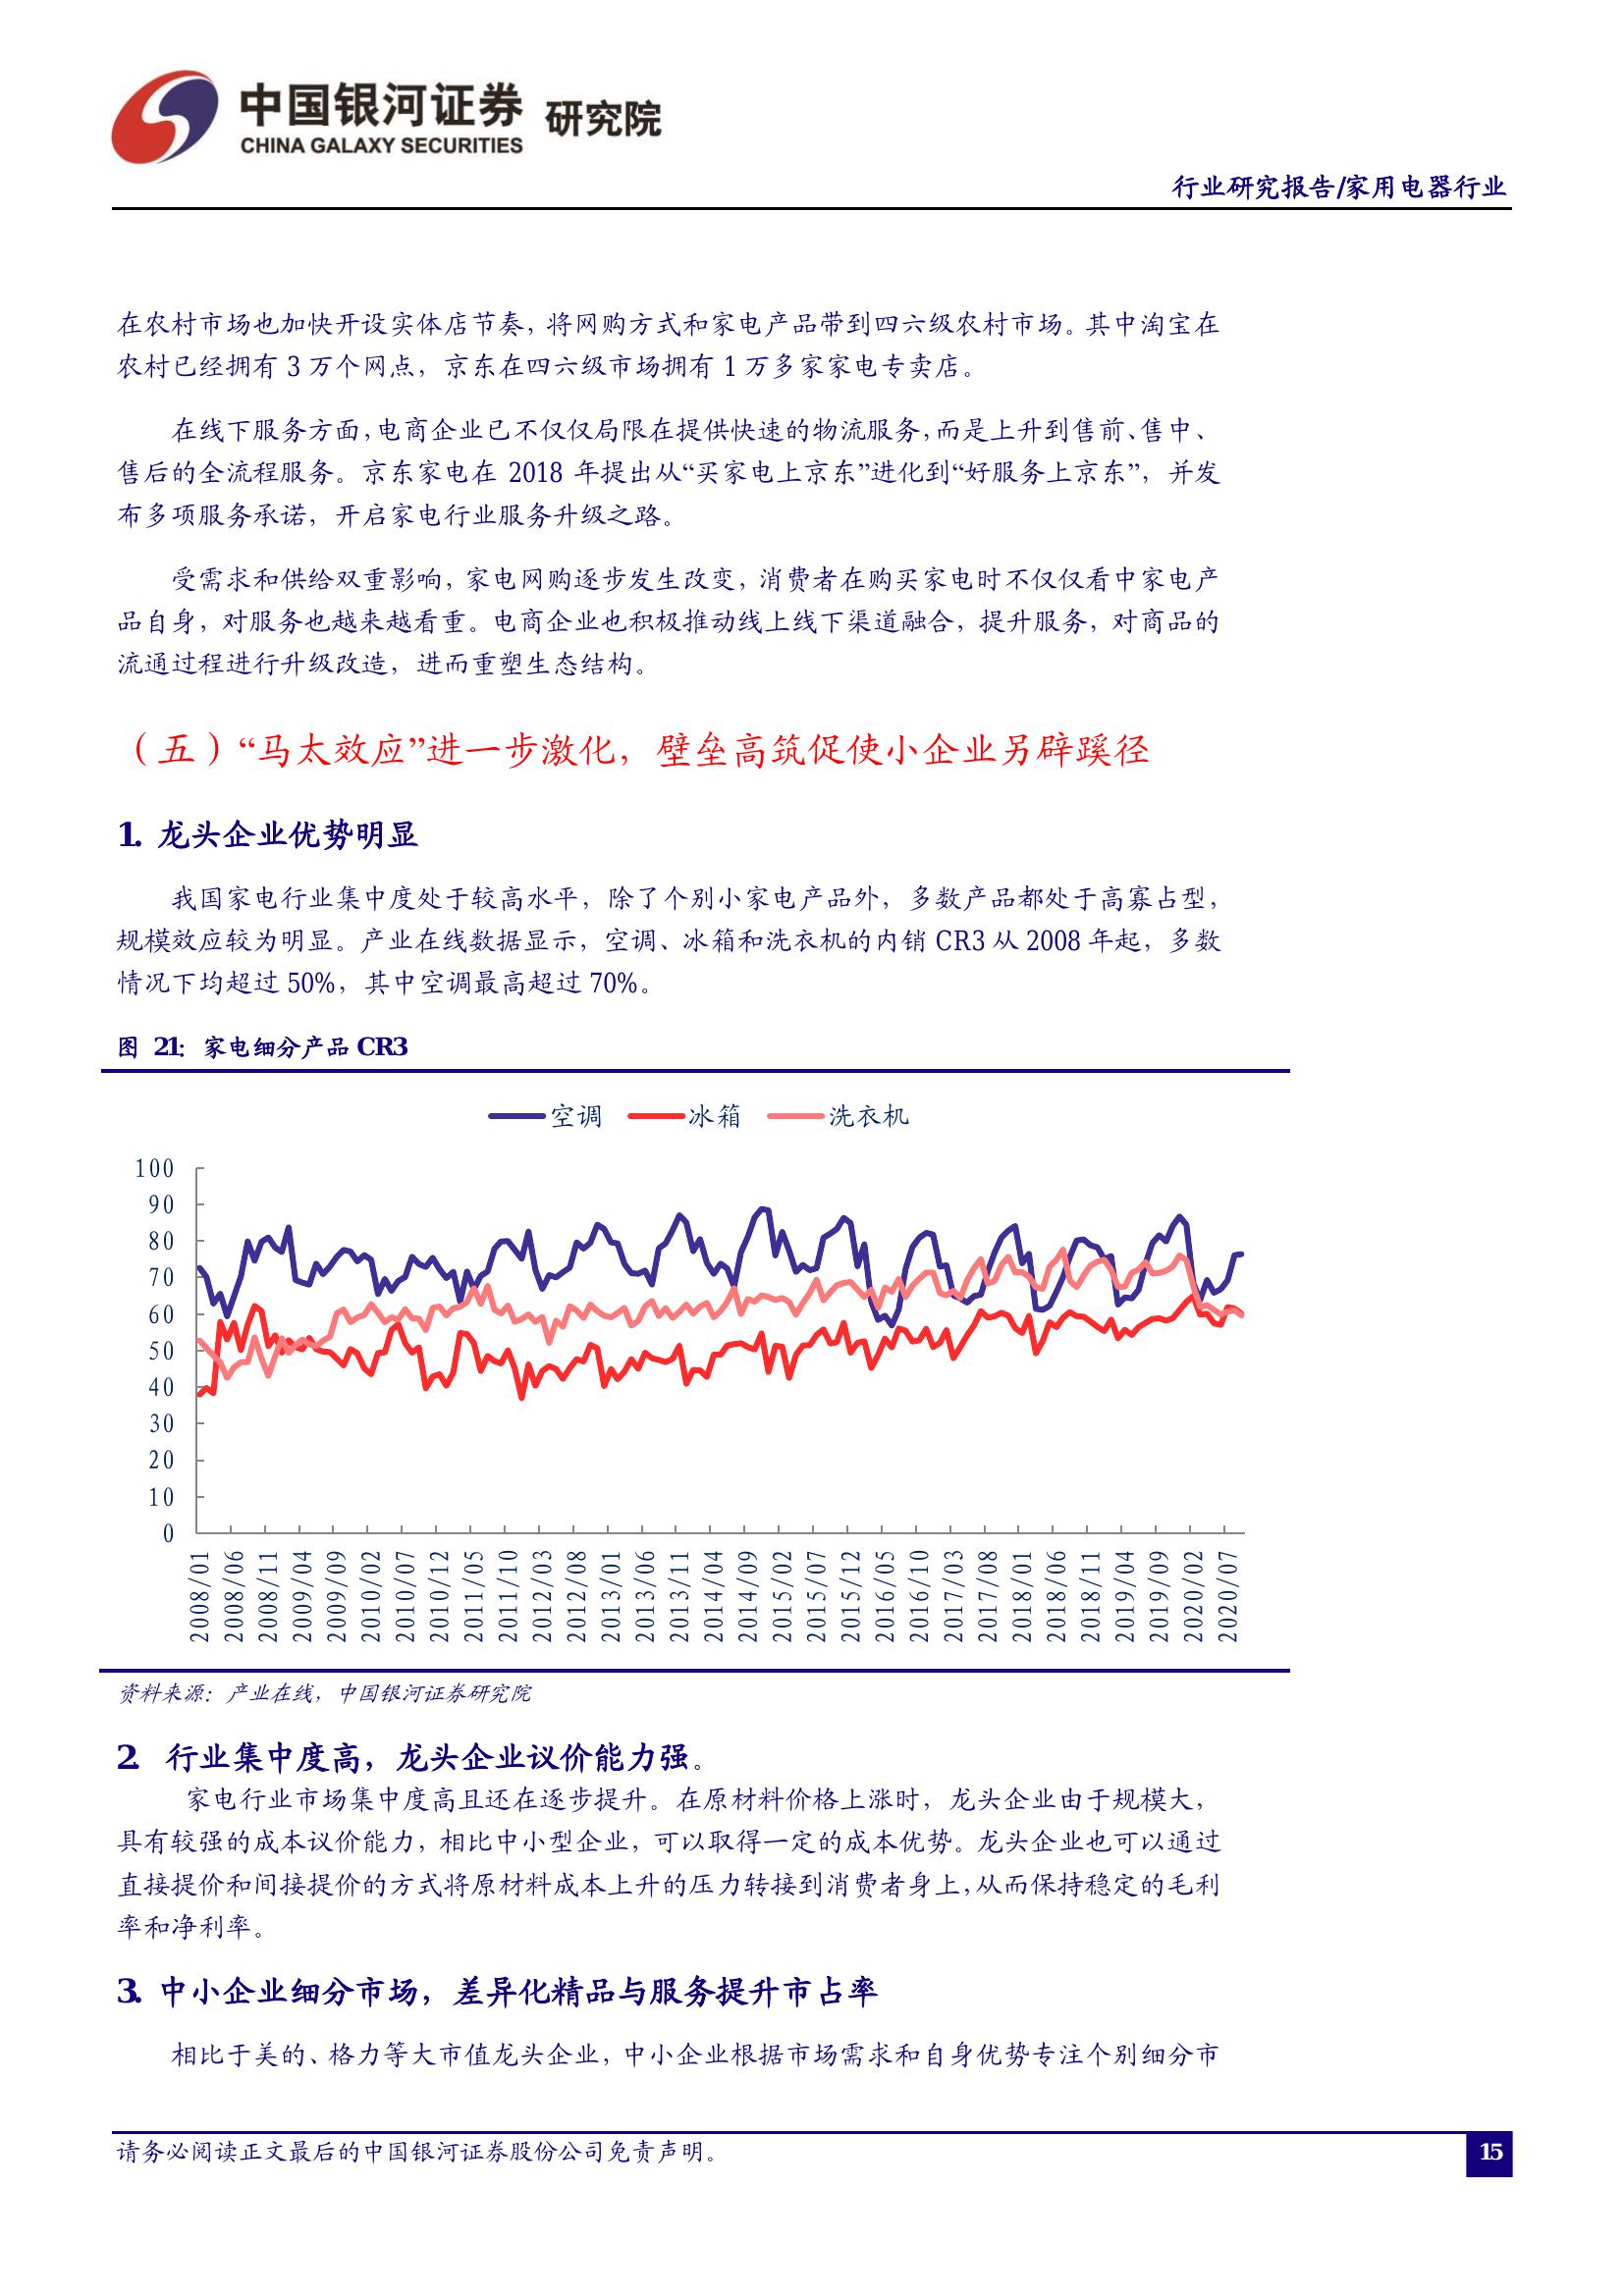 中国银河证券 研究院
CHINA GALAXY SECURITIES
行业研究报告/家用电器行业
在农村市场也加快开设实体店节奏，将网购方式和家电产品带到四六级农村市场。其中淘宝在
农村已经拥有 3 万个网点，京东在四六级市场拥有 1 万多家家电专卖店。
在线下服务方面，电商企业已不仅仅局限在提供快速的物流服务，而是上升到售前、售中、
售后的全流程服务。京东家电在 2018 年提出从“买家电上京东”进化到“好服务上京东”，并发
布多项服务承诺，开启家电行业服务升级之路。
受需求和供给双重影响，家电网购逐步发生改变，消费者在购买家电时不仅仅看中家电产
品自身，对服务也越来越看重。电商企业也积极推动线上线下渠道融合，提升服务，对商品的
流通过程进行升级改造，进而重塑生态结构。
（五）“马太效应”进一步激化，壁垒高筑促使小企业另辟蹊径
1. 龙头企业优势明显
我国家电行业集中度处于较高水平，除了个别小家电产品外，多数产品都处于高寡占型，
规模效应较为明显。产业在线数据显示，空调、冰箱和洗衣机的内销 CR3 从 2008 年起，多数
情况下均超过 50%，其中空调最高超过 70%。
图 21：家电细分产品 CR3
空调 冰箱 洗衣机
100
90
80
70
60
50
40
30
20
10
0
2008/01 2008/06 2008/11 2009/04 2009/09 2010/02 2010/07 2010/12 2011/05 2011/10 2012/03 2012/08 2013/01 2013/06 2013/11 2014/04 2014/09 2015/02 2015/07 2015/12 2016/05 2016/10 2017/03 2017/08 2018/01 2018/06 2018/11 2019/04 2019/09 2020/02 2020/07
资料来源：产业在线，中国银河证券研究院
2. 行业集中度高，龙头企业议价能力强。
家电行业市场集中度高且还在逐步提升。在原材料价格上涨时，龙头企业由于规模大，
具有较强的成本议价能力，相比中小型企业，可以取得一定的成本优势。龙头企业也可以通过
直接提价和间接提价的方式将原材料成本上升的压力转接到消费者身上，从而保持稳定的毛利
率和净利率。
3. 中小企业细分市场，差异化精品与服务提升市占率
相比于美的、格力等大市值龙头企业，中小企业根据市场需求和自身优势专注个别细分市
请务必阅读正文最后的中国银河证券股份公司免责声明。
15